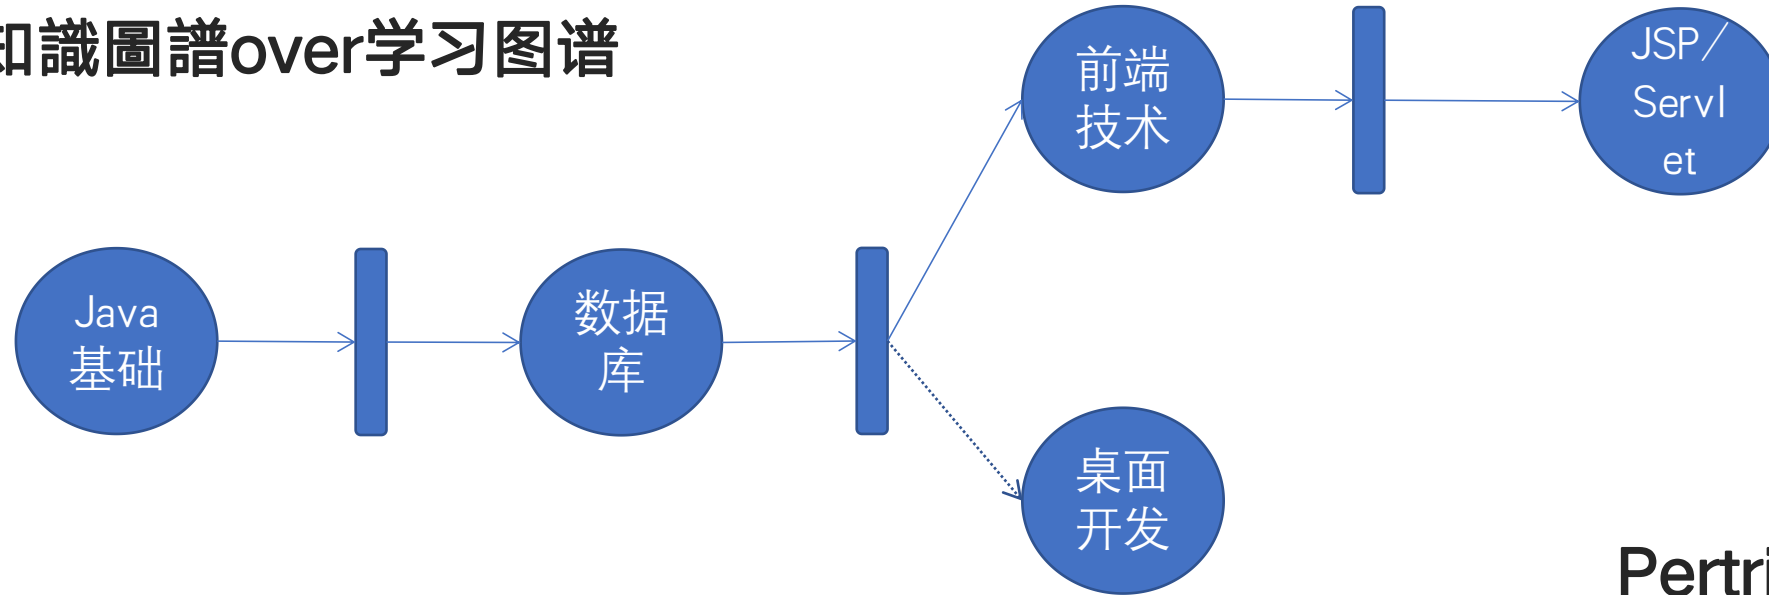 知識圖譜over学习图谱
前端
技术
JSP/
Servl
et
Java
基础
数据
库
桌面
开发
Pertri